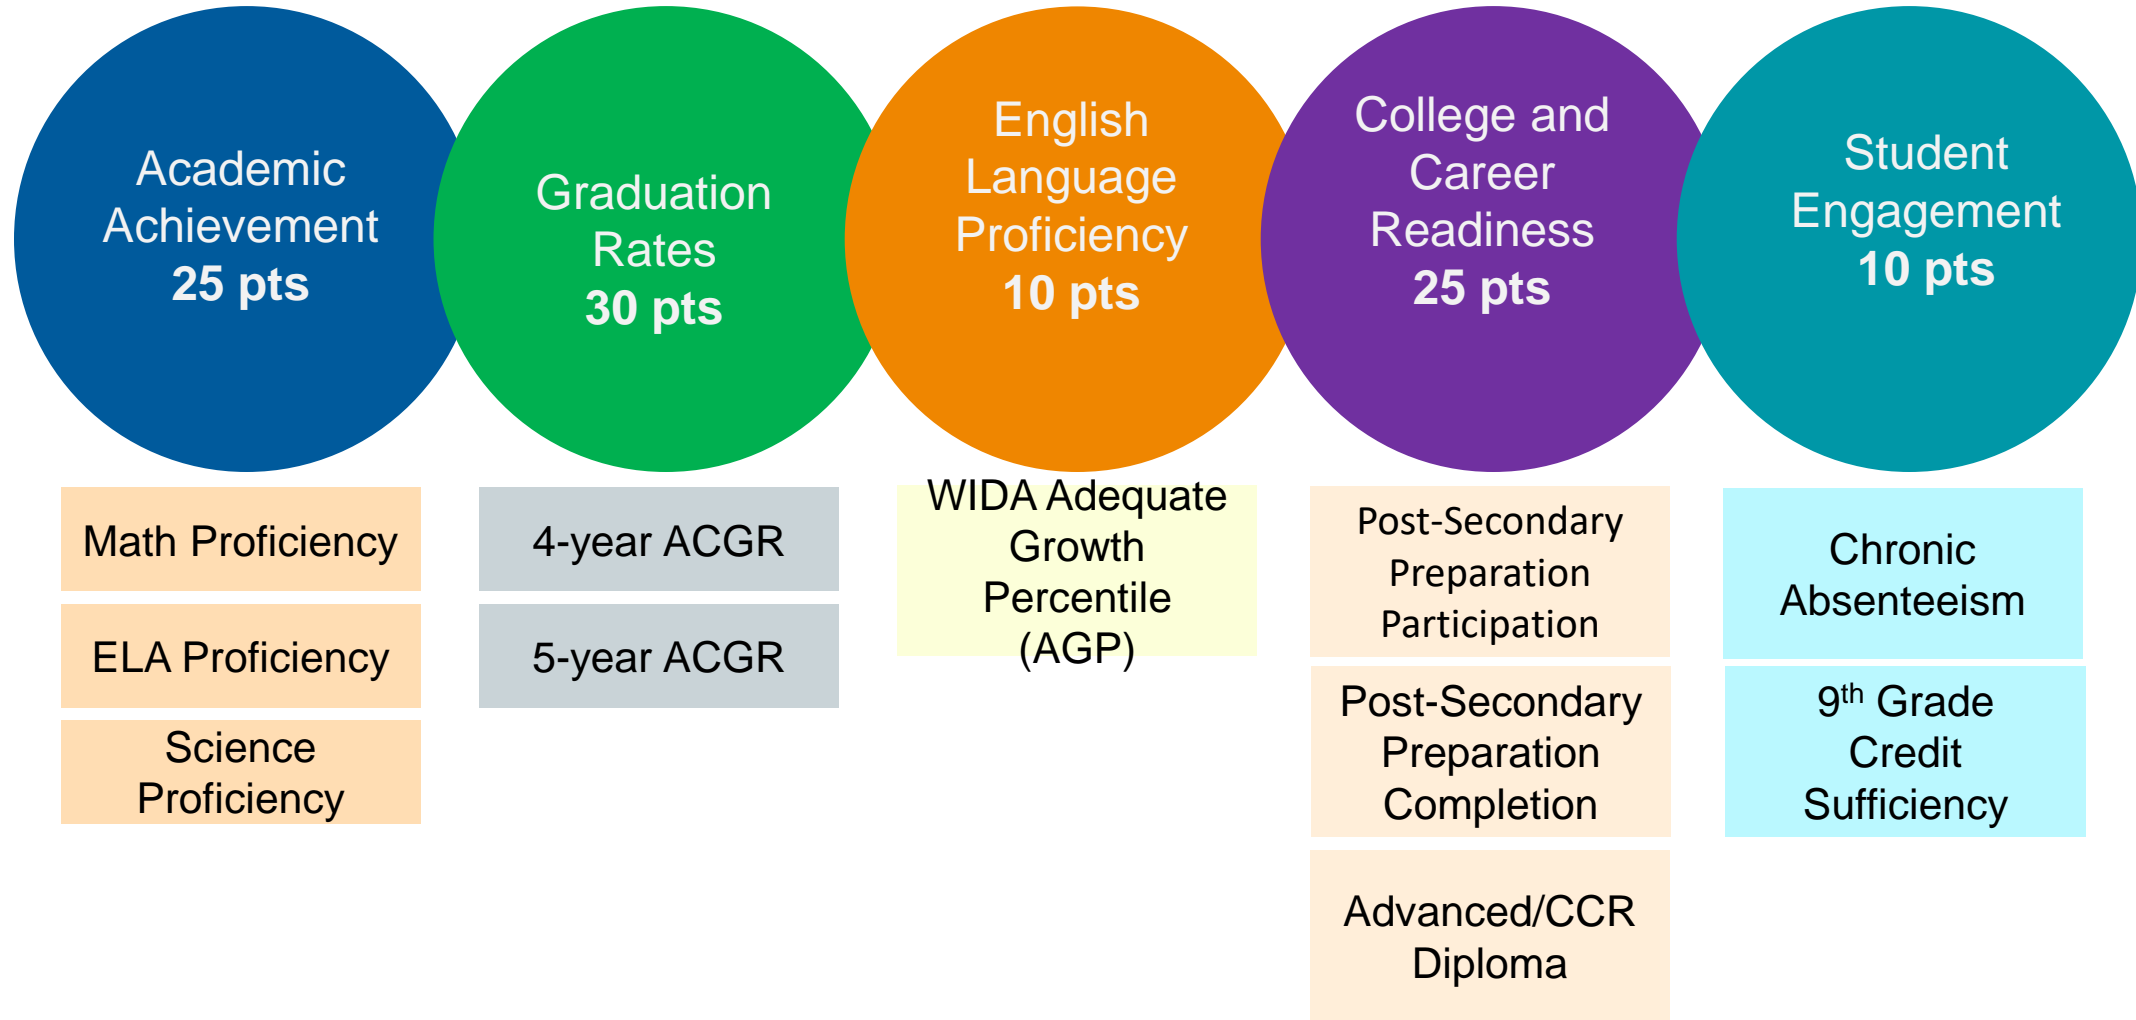 Academic
Achievement
25 pts
Graduation
Rates
30 pts
English
Language
Proficiency
10 pts
College and
Career
Readiness
25 pts
Student
Engagement
10 pts
Math Proficiency
ELA Proficiency
Science
Proficiency
4-year ACGR
5-year ACGR
WIDA Adequate
Growth
Percentile
(AGP)
Post-Secondary
Preparation
Participation
Post-Secondary
Preparation
Completion
Advanced/CCR
Diploma
Chronic
Absenteeism
9th Grade
Credit
Sufficiency